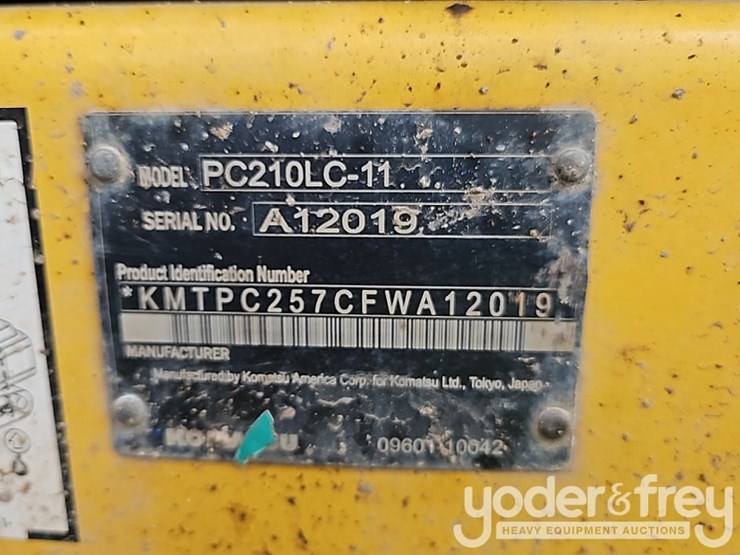 MODEL PC210LC-11
SERIAL NO. A12019
Product Identification Number
*KMTPC257CFWA12019*
MANUFACTURER
Manufactured by Komatsu America Corp. for Komatsu Ltd., Tokyo, Japan
KOMATSU 09601-10042
yoder&frey
HEAVY EQUIPMENT AUCTIONS